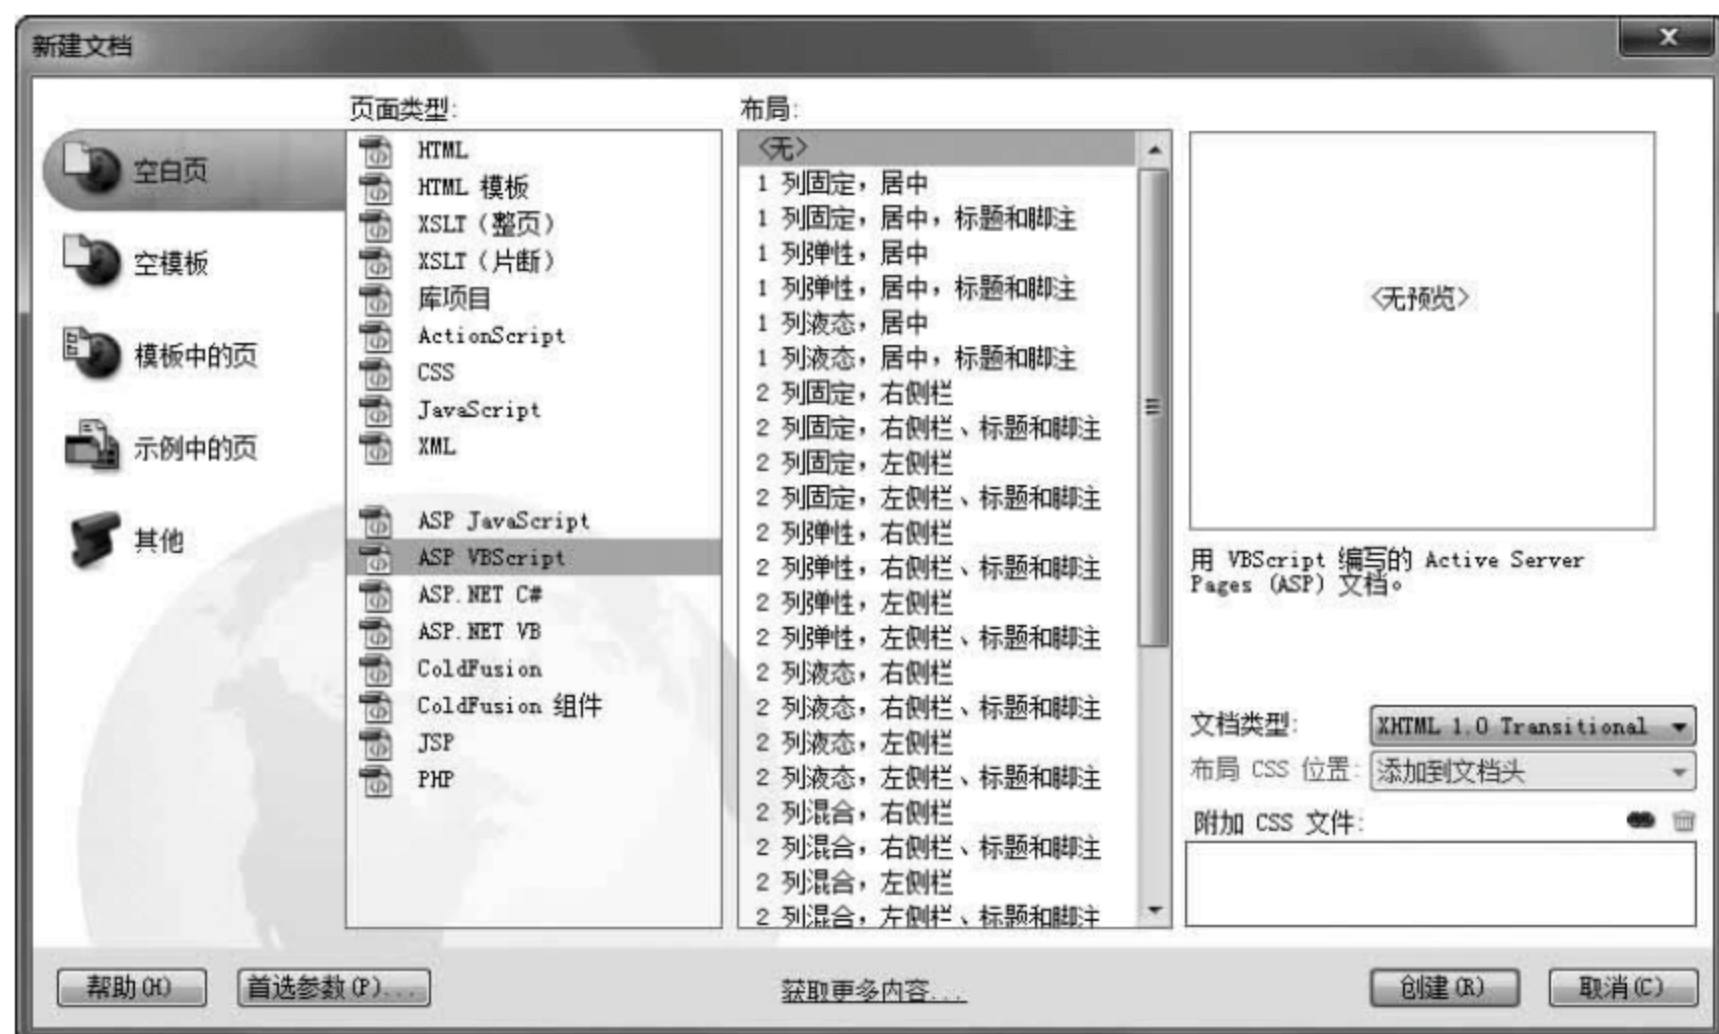 新建文档
空白页
空模板
模板中的页
示例中的页
其他
页面类型:
HTML
HTML 模板
XSLT（整页）
XSLT（片断）
库项目
ActionScript
CSS
JavaScript
XML
ASP JavaScript
ASP VBScript
ASP.NET C#
ASP.NET VB
ColdFusion
ColdFusion 组件
JSP
PHP
布局:
<无>
1 列固定，居中
1 列固定，居中，标题和脚注
1 列弹性，居中
1 列弹性，居中，标题和脚注
1 列液态，居中
1 列液态，居中，标题和脚注
2 列固定，右侧栏
2 列固定，右侧栏、标题和脚注
2 列固定，左侧栏
2 列固定，左侧栏、标题和脚注
2 列弹性，右侧栏
2 列弹性，右侧栏、标题和脚注
2 列弹性，左侧栏
2 列弹性，左侧栏、标题和脚注
2 列液态，右侧栏
2 列液态，右侧栏、标题和脚注
2 列液态，左侧栏
2 列液态，左侧栏、标题和脚注
2 列混合，右侧栏
2 列混合，右侧栏、标题和脚注
2 列混合，左侧栏
2 列混合，左侧栏、标题和脚注
<无预览>
用 VBScript 编写的 Active Server
Pages (ASP) 文档。
文档类型: XHTML 1.0 Transitional
布局 CSS 位置: 添加到文档头
附加 CSS 文件:
帮助(H) 首选参数(P)... 获取更多内容... 创建(R) 取消(C)